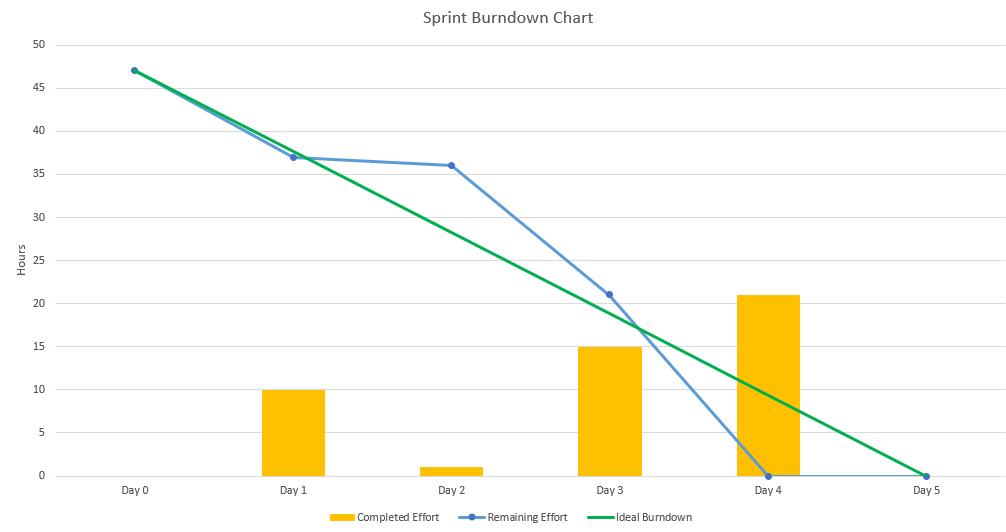 Sprint Burndown Chart
50
45
40
35
30
25
20
15
10
5
0
Hours
Day 0 Day 1 Day 2 Day 3 Day 4 Day 5
Completed Effort Remaining Effort Ideal Burndown